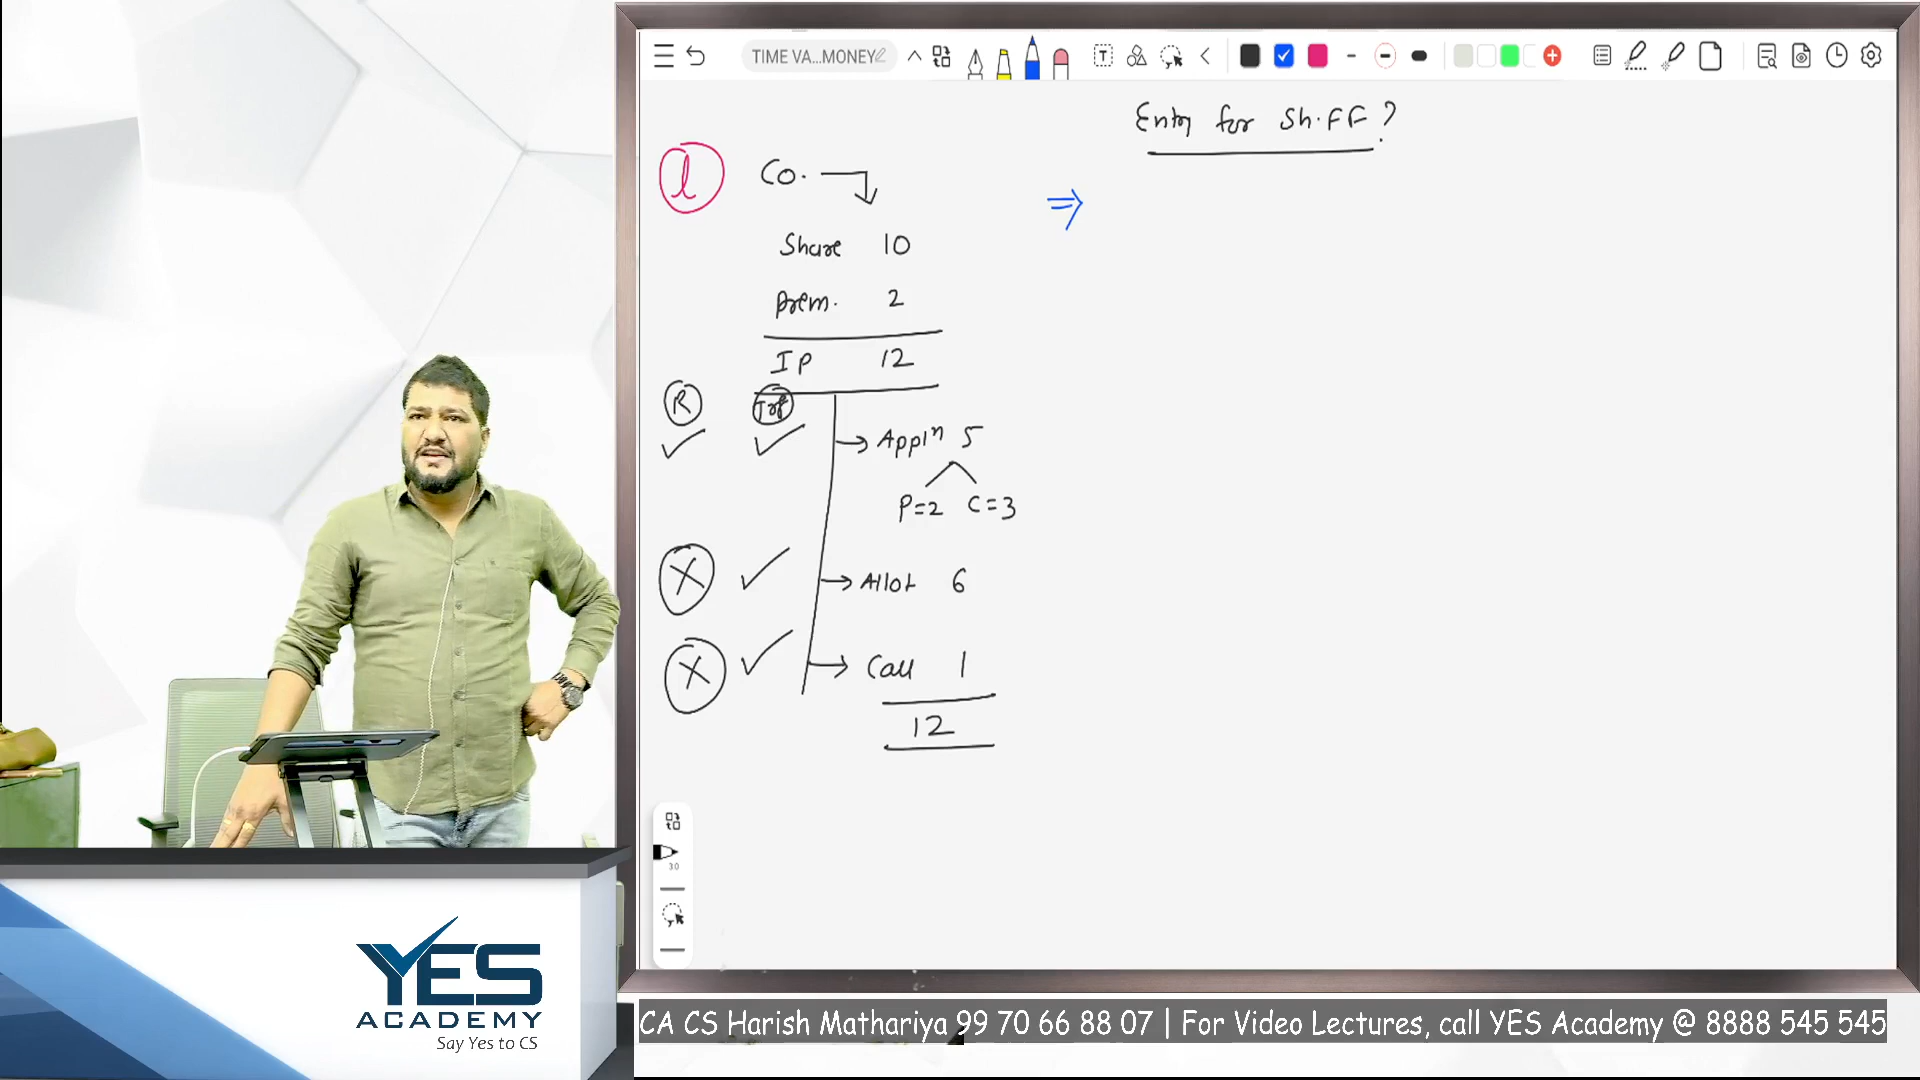 TIME VA...MONEY
Entry for Sh.FF?
1 Co.
⇒
Share 10
Prem. 2
IP 12
R Trf
Appln 5
P=2 C=3
X Allot 6
X Call 1
12
30
YES
ACADEMY
Say Yes to CS
CA CS Harish Mathariya 99 70 66 88 07 | For Video Lectures, call YES Academy @ 8888 545 545